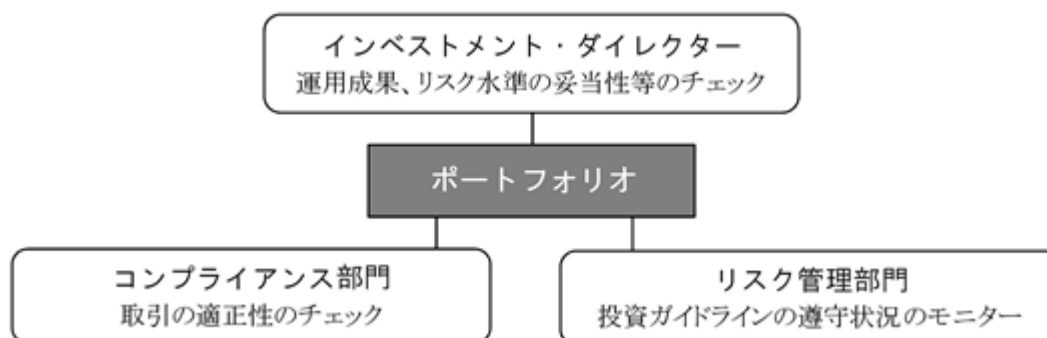 インベストメント・ダイレクター
運用成果、リスク水準の妥当性等のチェック
ポートフォリオ
コンプライアンス部門
取引の適正性のチェック
リスク管理部門
投資ガイドラインの遵守状況のモニター